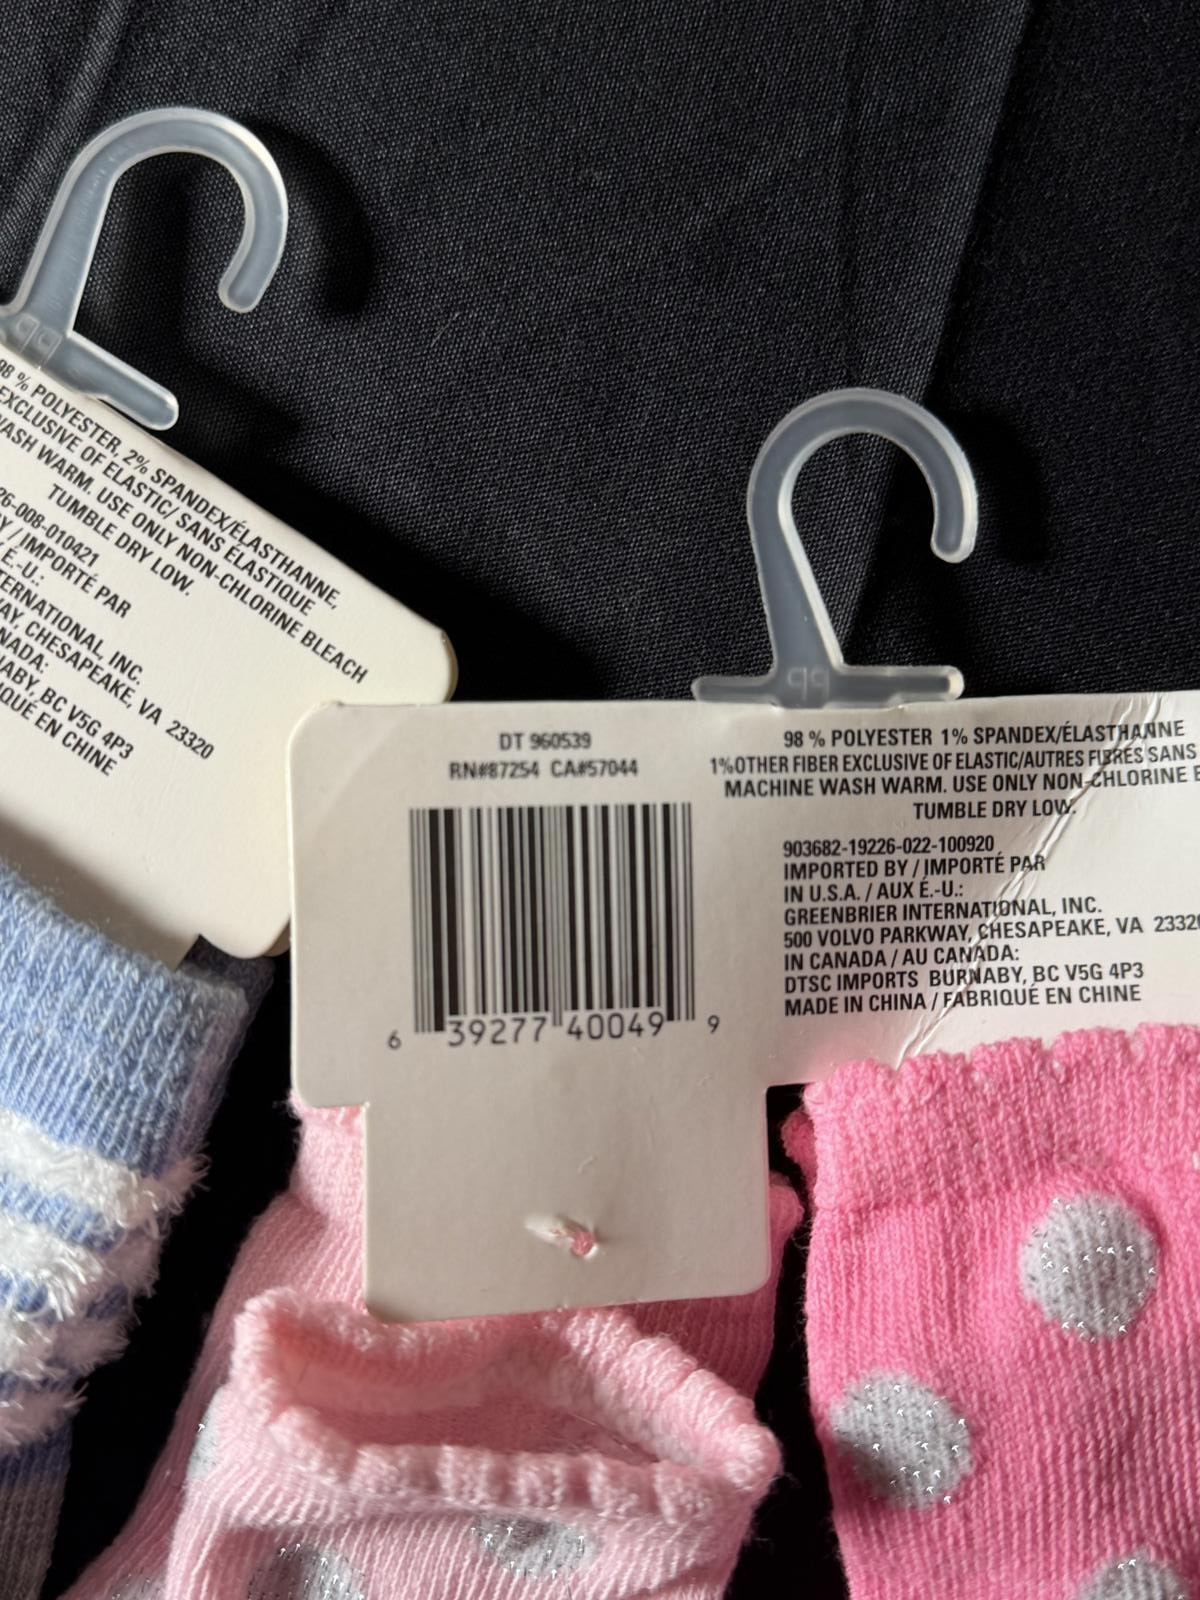 98 % POLYESTER, 2% SPANDEX/ÉLASTHANNE,
EXCLUSIVE OF ELASTIC/ SANS ÉLASTIQUE
WARM. USE ONLY NON-CHLORINE BLEACH
TUMBLE DRY LOW.
26-008-010421
/ IMPORTÉ PAR
É.-U.:
INTERNATIONAL, INC.
CHESAPEAKE, VA 23320
BC V5G 4P3
EN CHINE
DT 960539
RN#87254 CA#57044
6 39277 40049 9
98 % POLYESTER 1% SPANDEX/ÉLASTHANNE
1%OTHER FIBER EXCLUSIVE OF ELASTIC/AUTRES FIBRES SANS
MACHINE WASH WARM. USE ONLY NON-CHLORINE B
TUMBLE DRY LOW.
903682-19226-022-100920
IMPORTED BY / IMPORTÉ PAR
IN U.S.A. / AUX É.-U.:
GREENBRIER INTERNATIONAL, INC.
500 VOLVO PARKWAY, CHESAPEAKE, VA 23320
IN CANADA / AU CANADA:
DTSC IMPORTS BURNABY, BC V5G 4P3
MADE IN CHINA / FABRIQUÉ EN CHINE